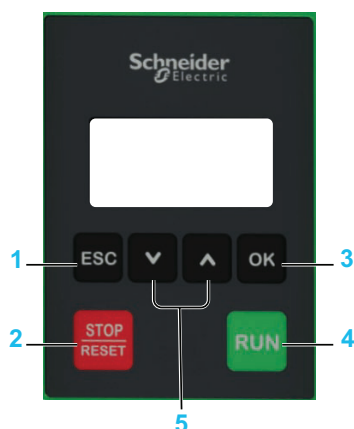 Schneider
Electric
ESC
OK
1
3
STOP
RESET
RUN
2
4
5